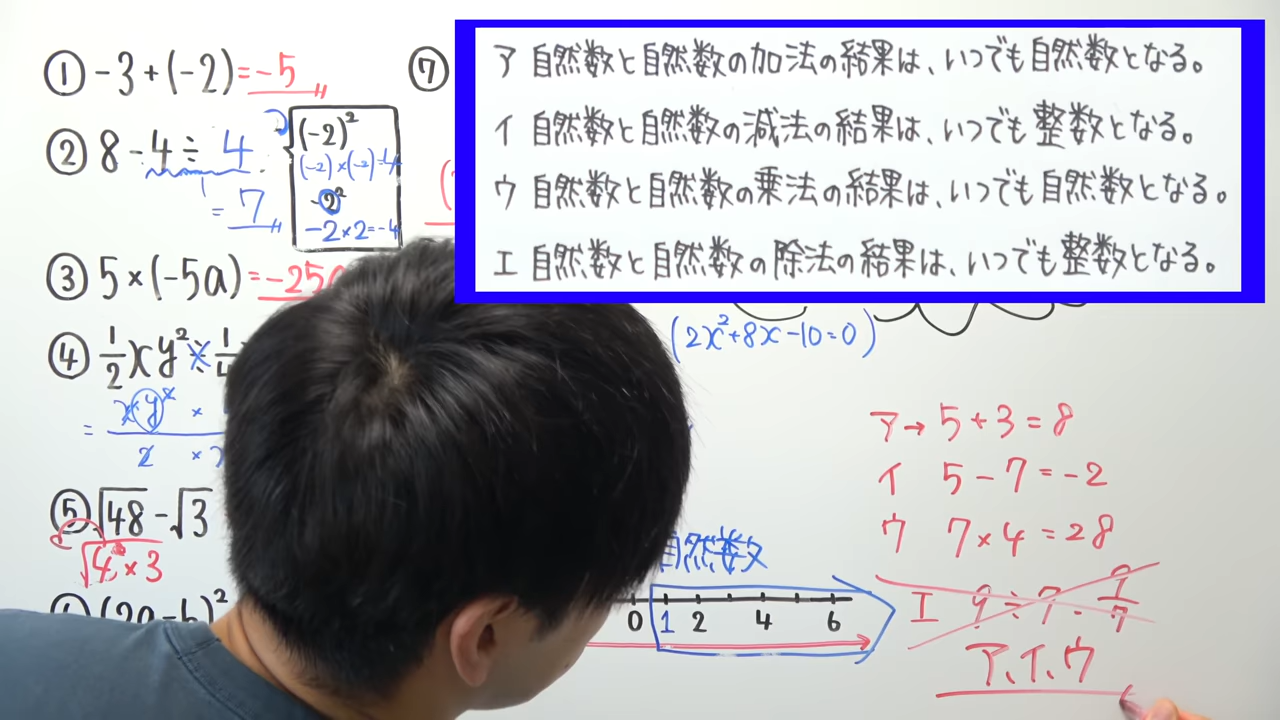 ① -3+(-2)=-5
② 8-4÷4
=7
(-2)²
(-2)×(-2)=4
-2²
-2×2=-4
③ 5×(-5a)=-25a
④ 1/2xy²
=
⑤ √48-√3
√4²×3
⑦
ア 自然数と自然数の加法の結果は、いつでも自然数となる。
イ 自然数と自然数の減法の結果は、いつでも整数となる。
ウ 自然数と自然数の乗法の結果は、いつでも自然数となる。
エ 自然数と自然数の除法の結果は、いつでも整数となる。
(2x²+8x-10=0)
自然数
0 1 2 4 6
ア→5+3=8
イ 5-7=-2
ウ 7×4=28
エ 9÷7=9/7
ア、イ、ウ